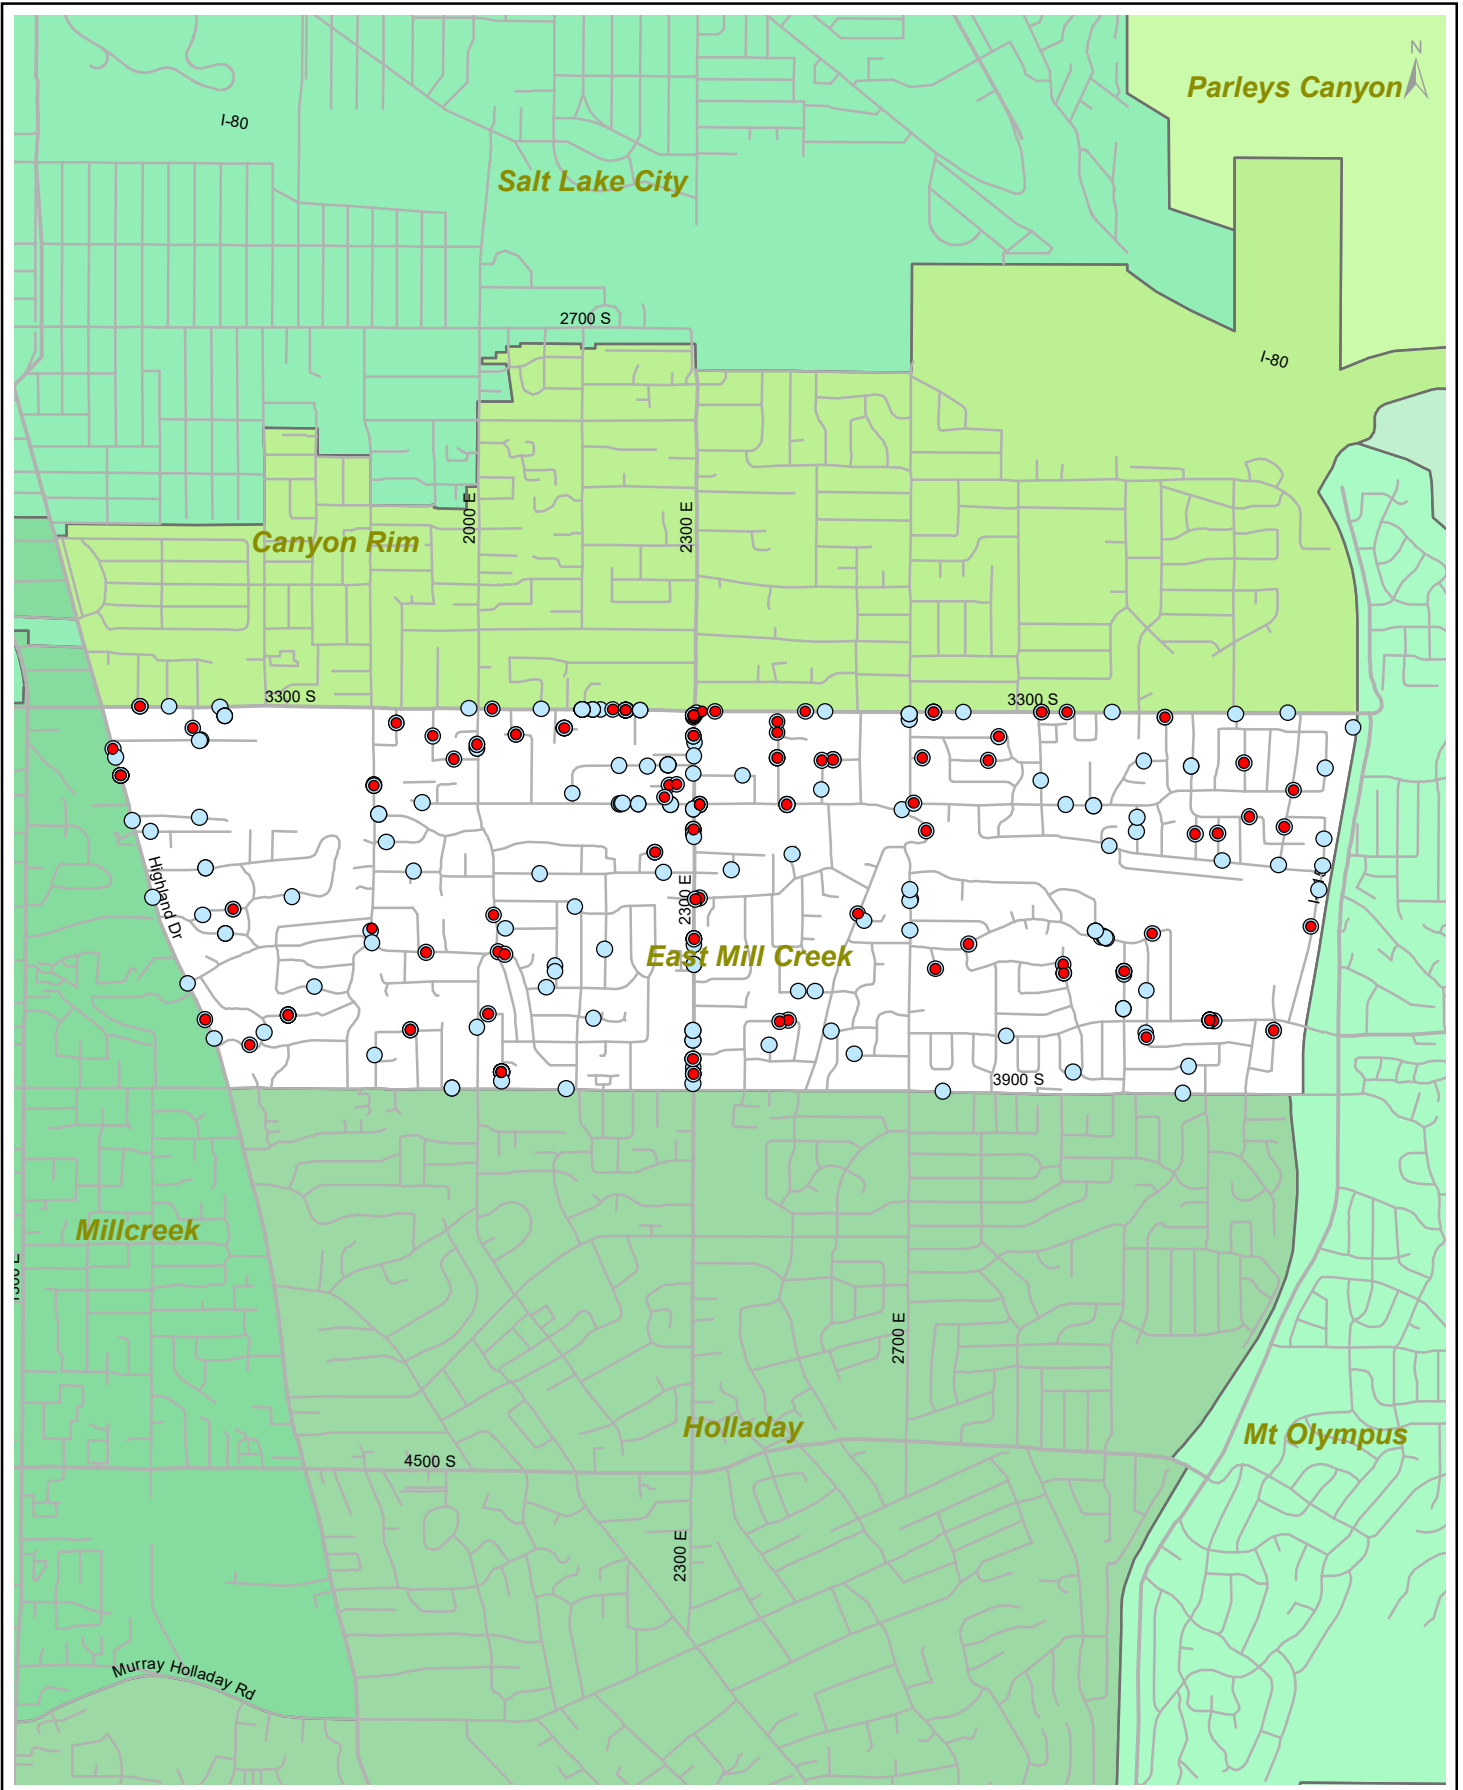 N
Parleys Canyon
I-80
Salt Lake City
2700 S
I-80
2000 E
2300 E
Canyon Rim
3300 S
3300 S
Highland Dr
2300 E
East Mill Creek
3900 S
Millcreek
2700 E
Holladay
Mt Olympus
4500 S
2300 E
Murray Holladay Rd